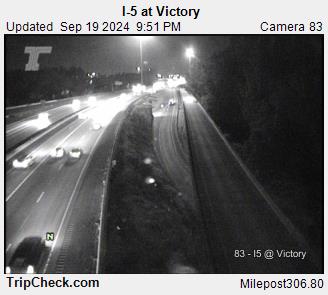 I-5 at Victory
Updated Sep 19 2024 9:51 PM Camera 83
T
N
83 - I5 @ Victory
TripCheck.com Milepost306.80